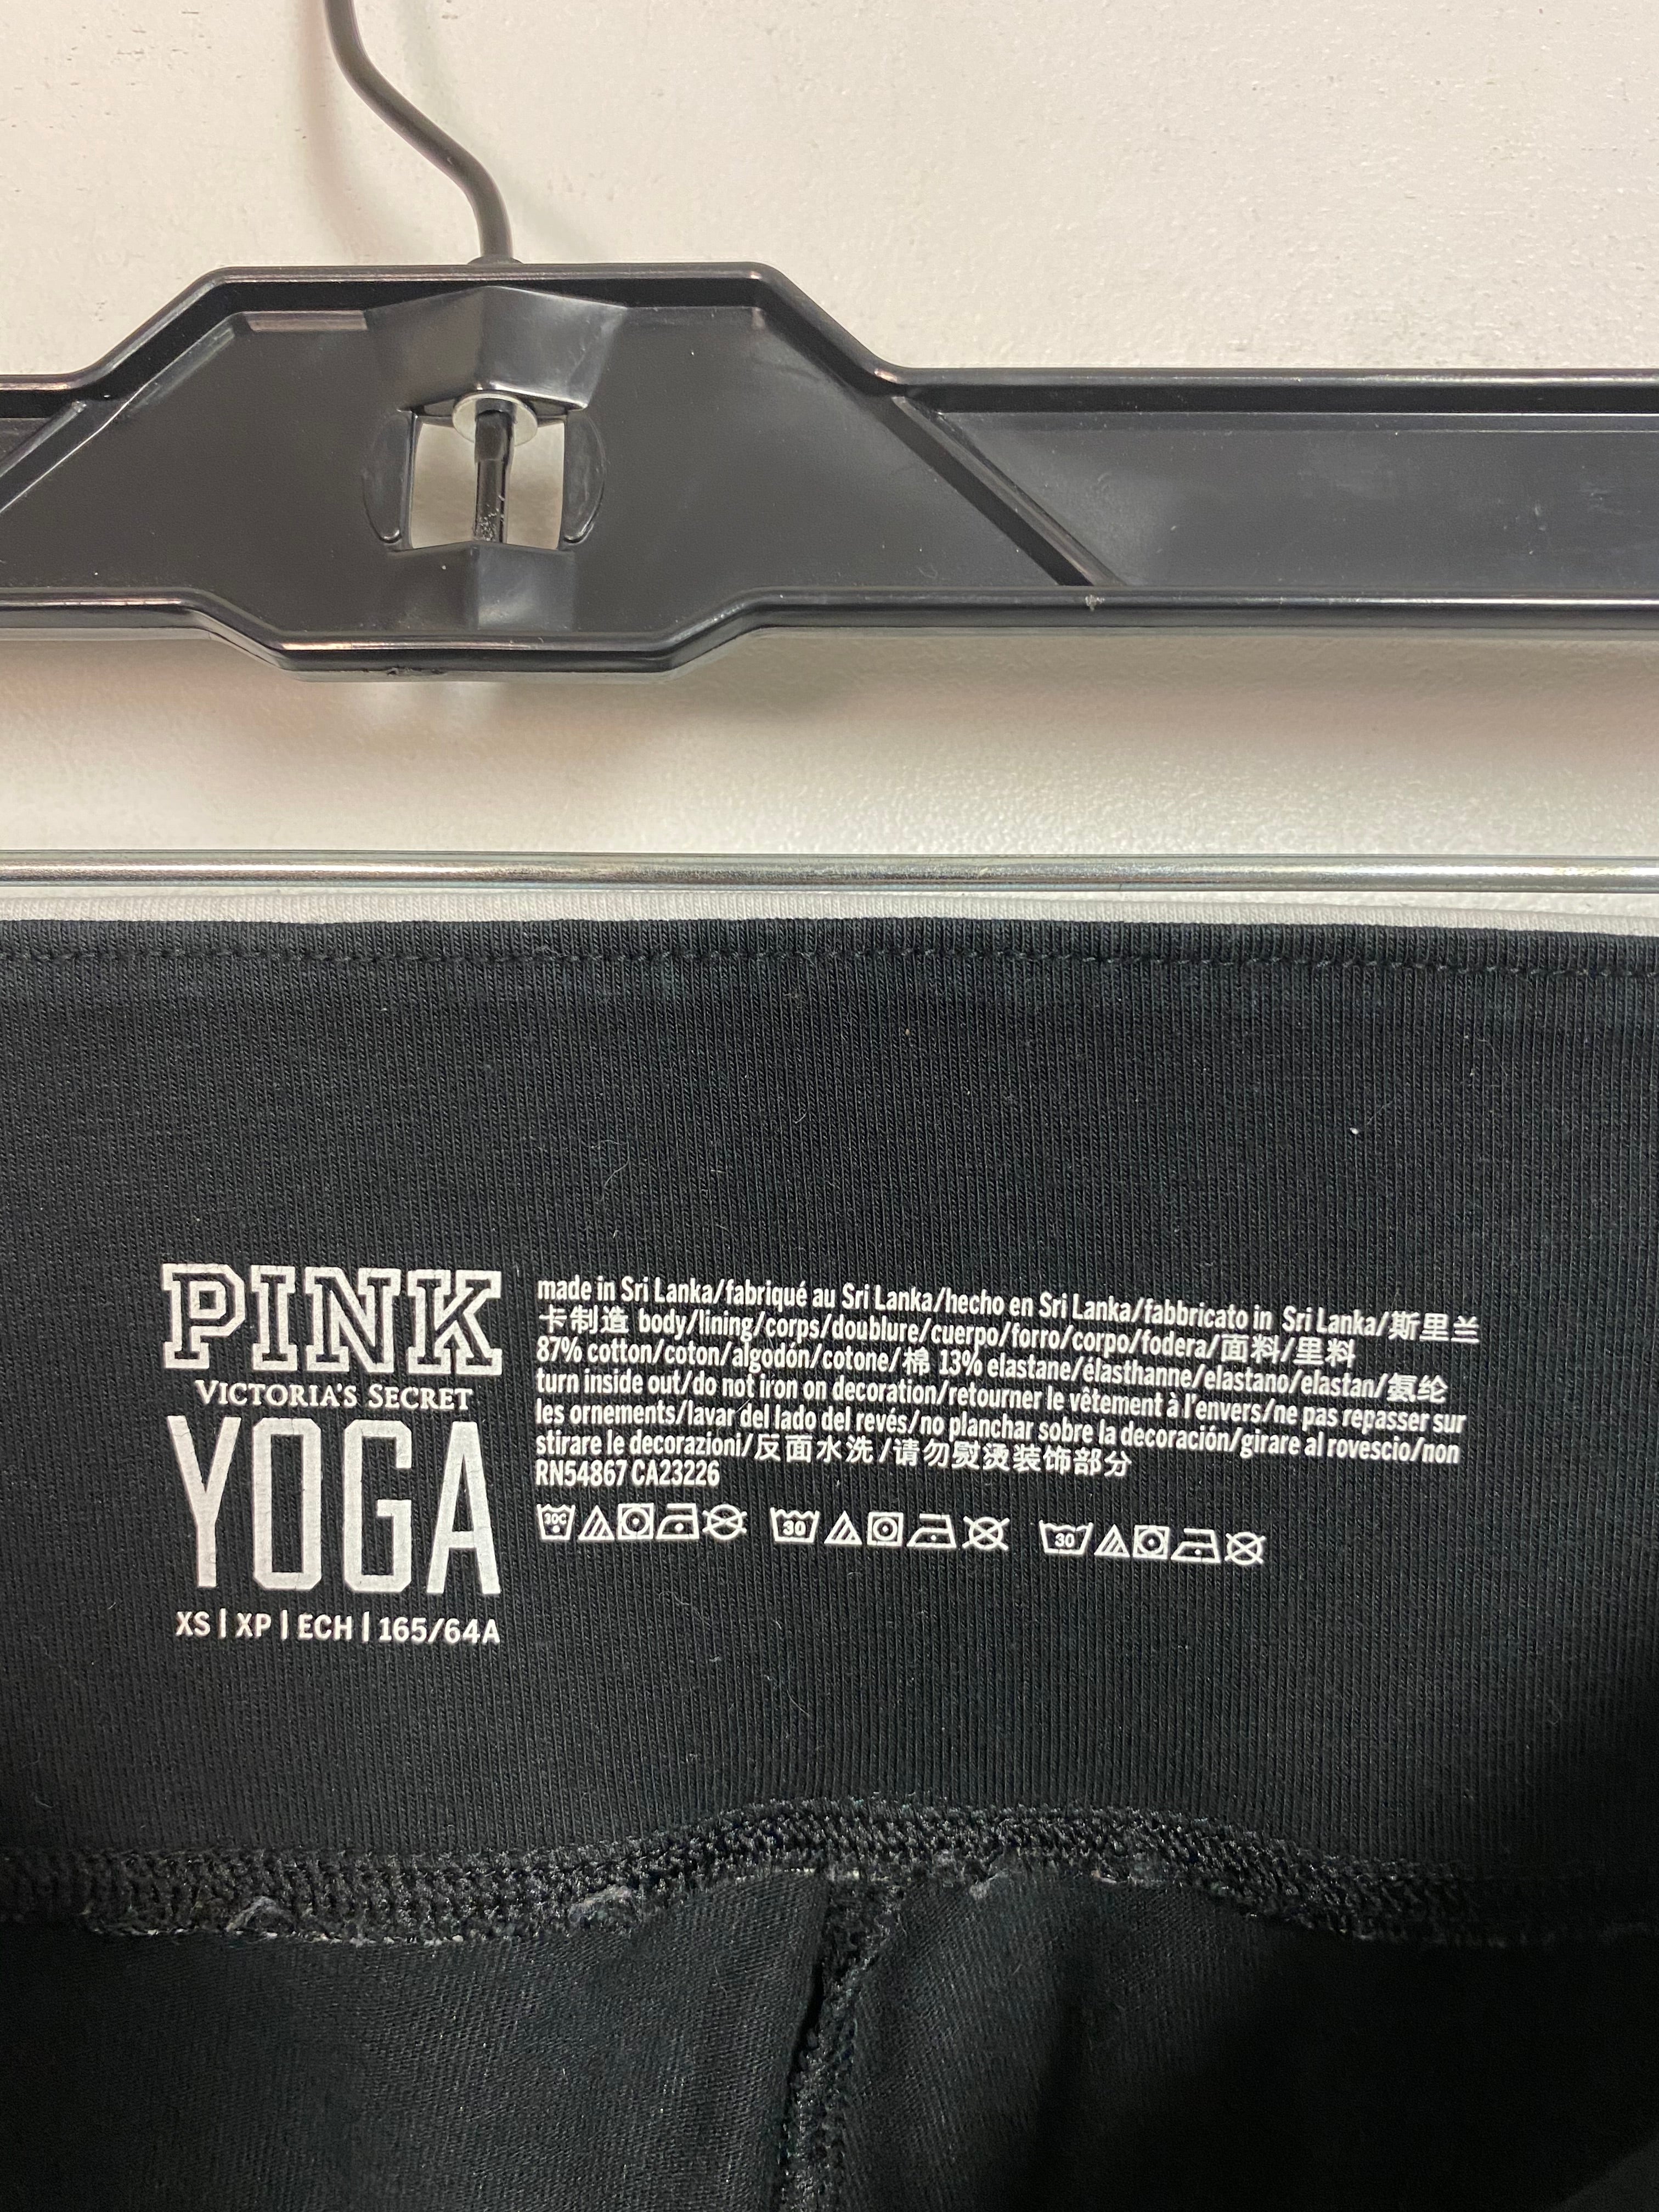 PINK
VICTORIA'S SECRET
YOGA
XS | XP | ECH | 165/64A
made in Sri Lanka/fabriqué au Sri Lanka/hecho en Sri Lanka/fabbricato in Sri Lanka/斯里兰
卡制造 body/lining/corps/doublure/cuerpo/forro/corpo/fodera/面料/里料
87% cotton/coton/algodón/cotone/棉 13% elastane/élasthanne/elastano/elastan/氨纶
turn inside out/do not iron on decoration/retourner le vêtement à l'envers/ne pas repasser sur
les ornements/lavar del lado del revés/no planchar sobre la decoración/girare al rovescio/non
stirare le decorazioni/反面水洗/请勿熨烫装饰部分
RN54867 CA23226
30C 30 30